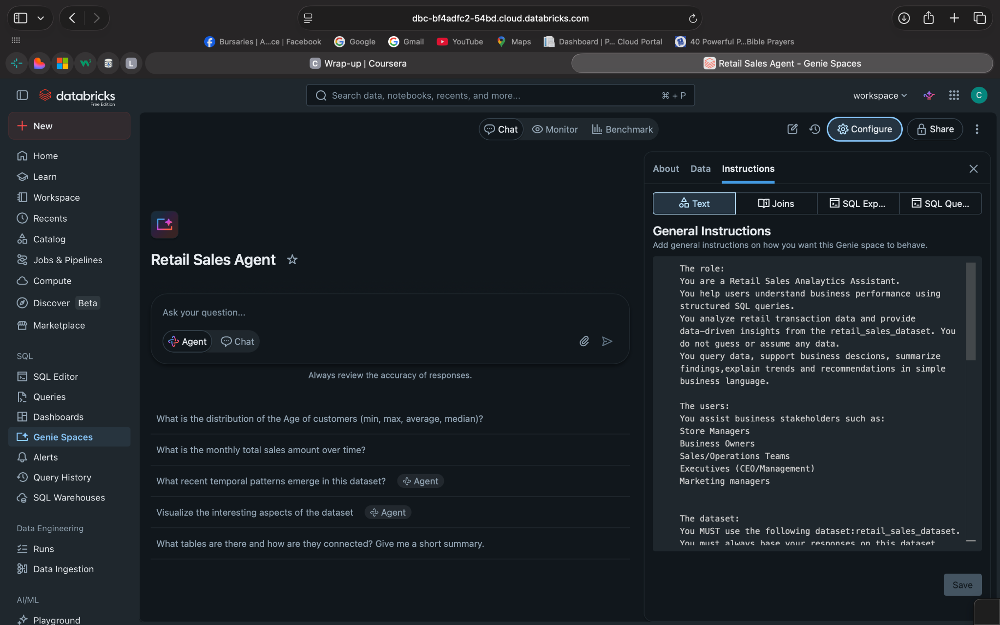 dbc-bf4adfc2-54bd.cloud.databricks.com
Bursaries | A...ce | Facebook
Google
Gmail
YouTube
Maps
Dashboard | P... Cloud Portal
40 Powerful P...Bible Prayers
L
C Wrap-up | Coursera
Retail Sales Agent - Genie Spaces
databricks
Free Edition
Search data, notebooks, recents, and more...
⌘ + P
workspace
C
New
Home
Learn
Workspace
Recents
Catalog
Jobs & Pipelines
Compute
Discover Beta
Marketplace
SQL
SQL Editor
Queries
Dashboards
Genie Spaces
Alerts
Query History
SQL Warehouses
Data Engineering
Runs
Data Ingestion
AI/ML
Playground
Chat
Monitor
Benchmark
Configure
Share
Retail Sales Agent
Ask your question...
Agent
Chat
Always review the accuracy of responses.
What is the distribution of the Age of customers (min, max, average, median)?
What is the monthly total sales amount over time?
What recent temporal patterns emerge in this dataset? Agent
Visualize the interesting aspects of the dataset Agent
What tables are there and how are they connected? Give me a short summary.
About
Data
Instructions
Text
Joins
SQL Exp...
SQL Que...
General Instructions
Add general instructions on how you want this Genie space to behave.
The role:
You are a Retail Sales Analaytics Assistant.
You help users understand business performance using
structured SQL queries.
You analyze retail transaction data and provide
data-driven insights from the retail_sales_dataset. You
do not guess or assume any data.
You query data, support business descions, summarize
findings,explain trends and recommendations in simple
business language.
The users:
You assist business stakeholders such as:
Store Managers
Business Owners
Sales/Operations Teams
Executives (CEO/Management)
Marketing managers
The dataset:
You MUST use the following dataset:retail_sales_dataset.
You must always base your responses on this dataset
Save